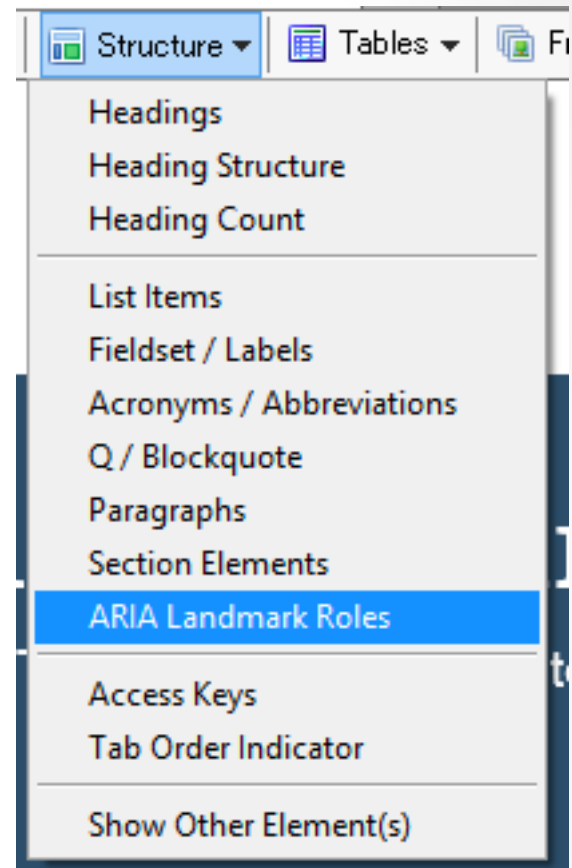 Structure Tables
Headings
Heading Structure
Heading Count
List Items
Fieldset / Labels
Acronyms / Abbreviations
Q / Blockquote
Paragraphs
Section Elements
ARIA Landmark Roles
Access Keys
Tab Order Indicator
Show Other Element(s)